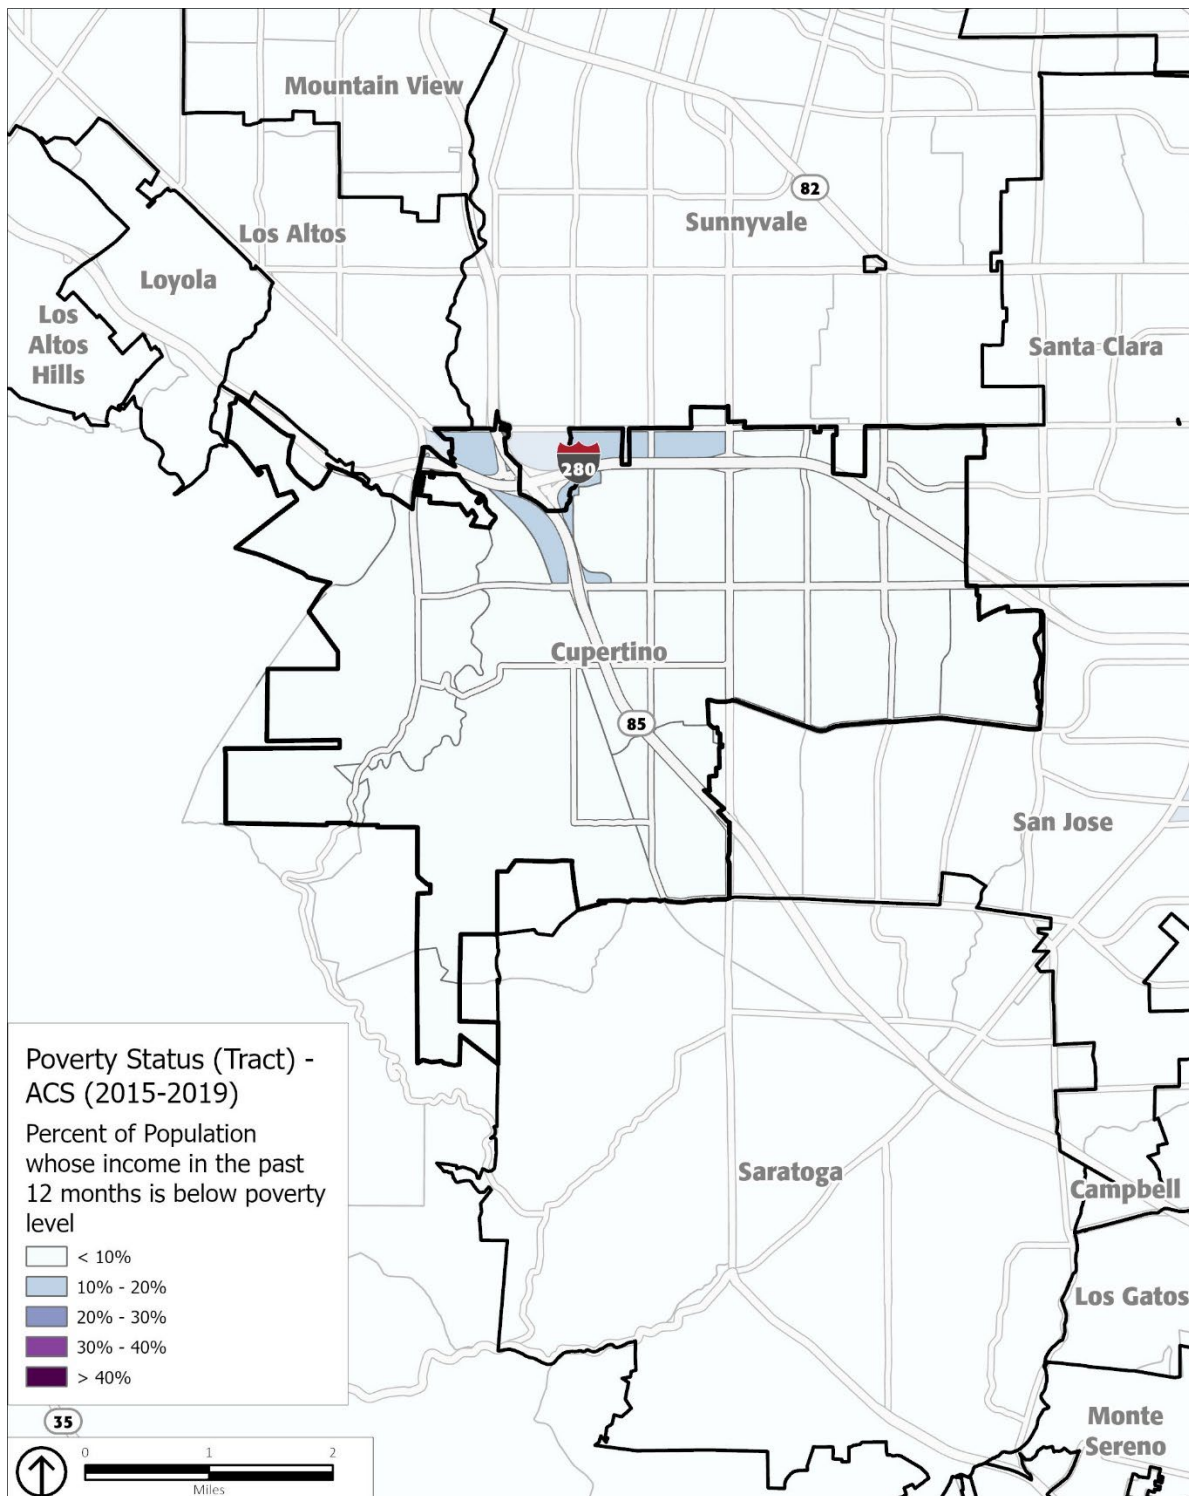 Mountain View
82
Sunnyvale
Los Altos
Loyola
Los
Altos
Hills
Santa Clara
280
Cupertino
85
San Jose
Saratoga
Campbell
Los Gatos
Monte
Sereno
Poverty Status (Tract) -
ACS (2015-2019)
Percent of Population
whose income in the past
12 months is below poverty
level
< 10%
10% - 20%
20% - 30%
30% - 40%
> 40%
35
0 1 2
Miles